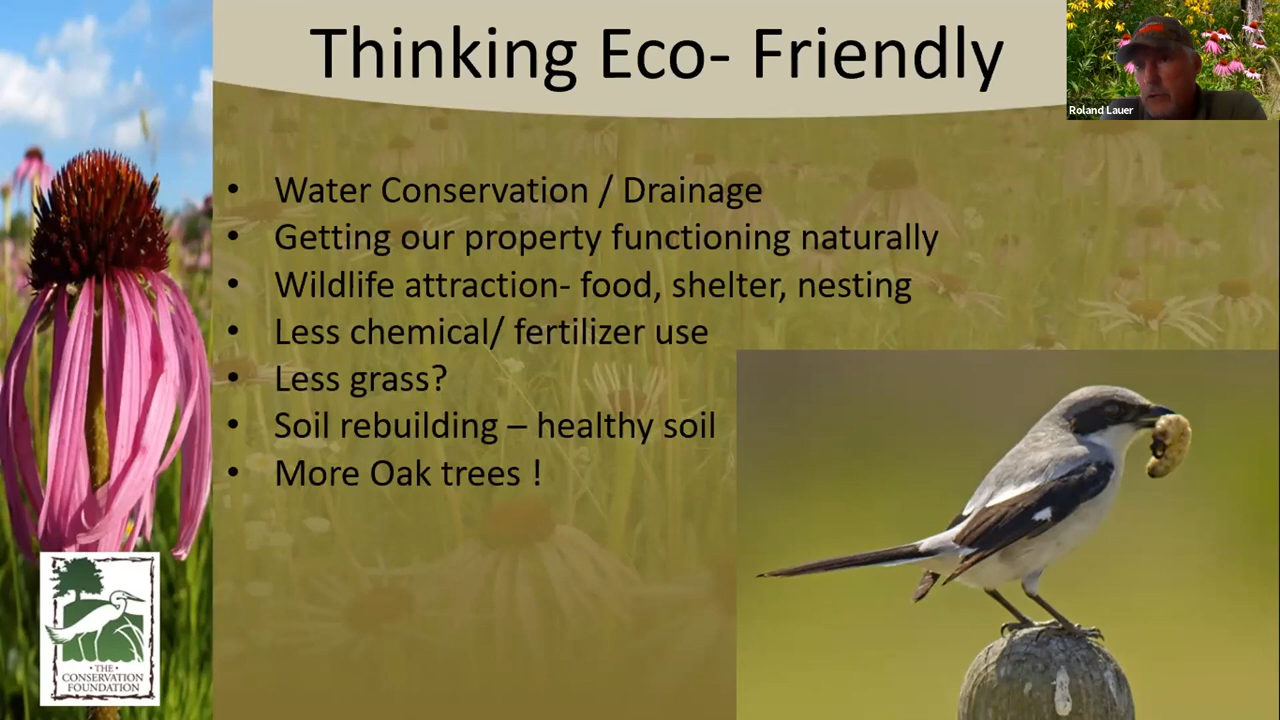 Thinking Eco- Friendly
Roland Lauer
• Water Conservation / Drainage
• Getting our property functioning naturally
• Wildlife attraction- food, shelter, nesting
• Less chemical/ fertilizer use
• Less grass?
• Soil rebuilding – healthy soil
• More Oak trees !
• THE •
CONSERVATION
FOUNDATION